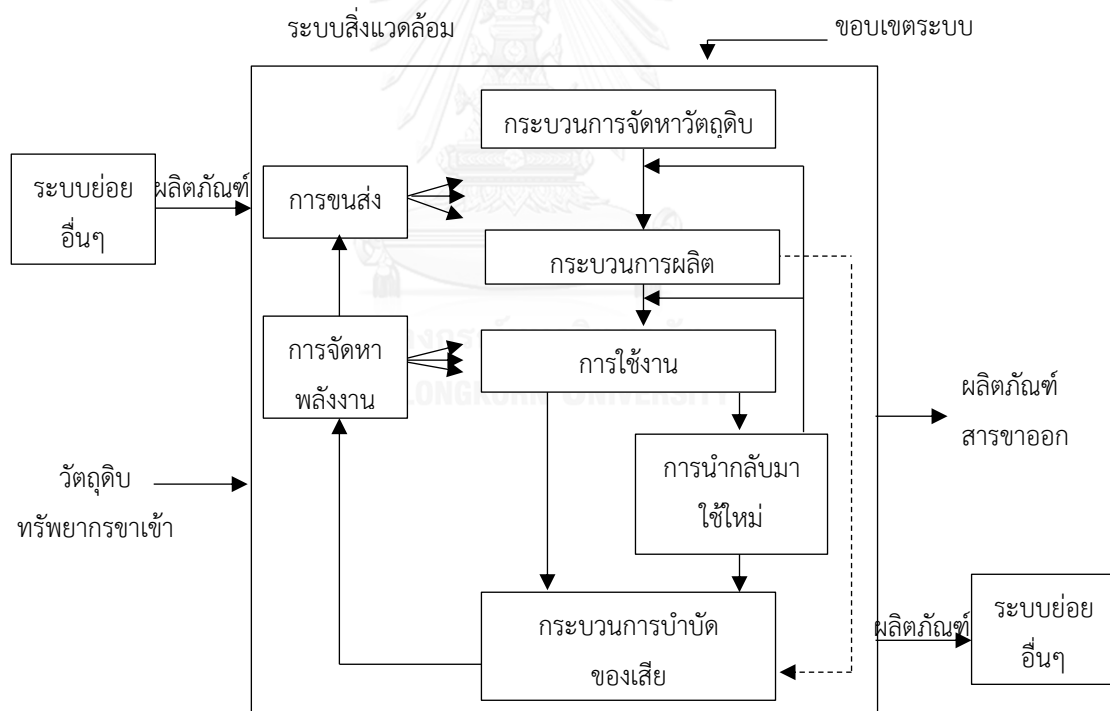 ระบบสิ่งแวดล้อม
ขอบเขตระบบ
กระบวนการจัดหาวัตถุดิบ
ระบบย่อย
อื่นๆ
ผลิตภัณฑ์
การขนส่ง
กระบวนการผลิต
การจัดหา
พลังงาน
การใช้งาน
LONGKORN UNIVERSITY
ผลิตภัณฑ์
สารขาออก
การนำกลับมา
ใช้ใหม่
วัตถุดิบ
ทรัพยากรขาเข้า
กระบวนการบำบัด
ของเสีย
ผลิตภัณฑ์
ระบบย่อย
อื่นๆ